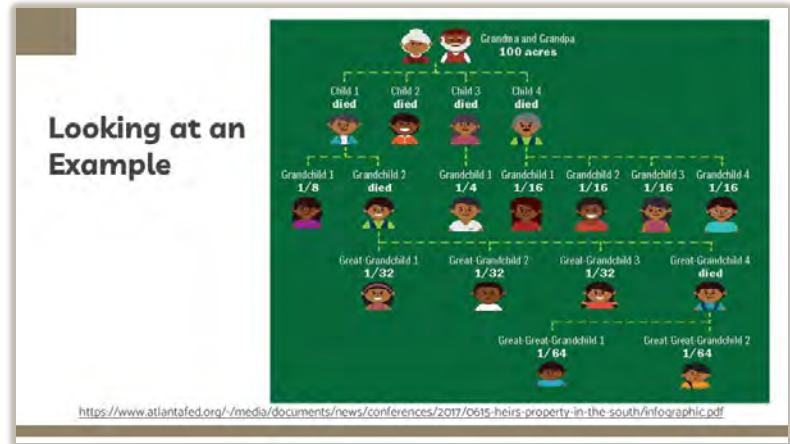 Looking at an
Example
Grandma and Grandpa
100 acres
Child 1
died
Child 2
died
Child 3
died
Child 4
died
Grandchild 1
1/8
Grandchild 2
died
Grandchild 1
1/4
Grandchild 1
1/16
Grandchild 2
1/16
Grandchild 3
1/16
Grandchild 4
1/16
Great-Grandchild 1
1/32
Great-Grandchild 2
1/32
Great-Grandchild 3
1/32
Great-Grandchild 4
died
Great-Great-Grandchild 1
1/64
Great-Great-Grandchild 2
1/64
https://www.atlantafed.org/-/media/documents/news/conferences/2017/0615-heirs-property-in-the-south/infographic.pdf